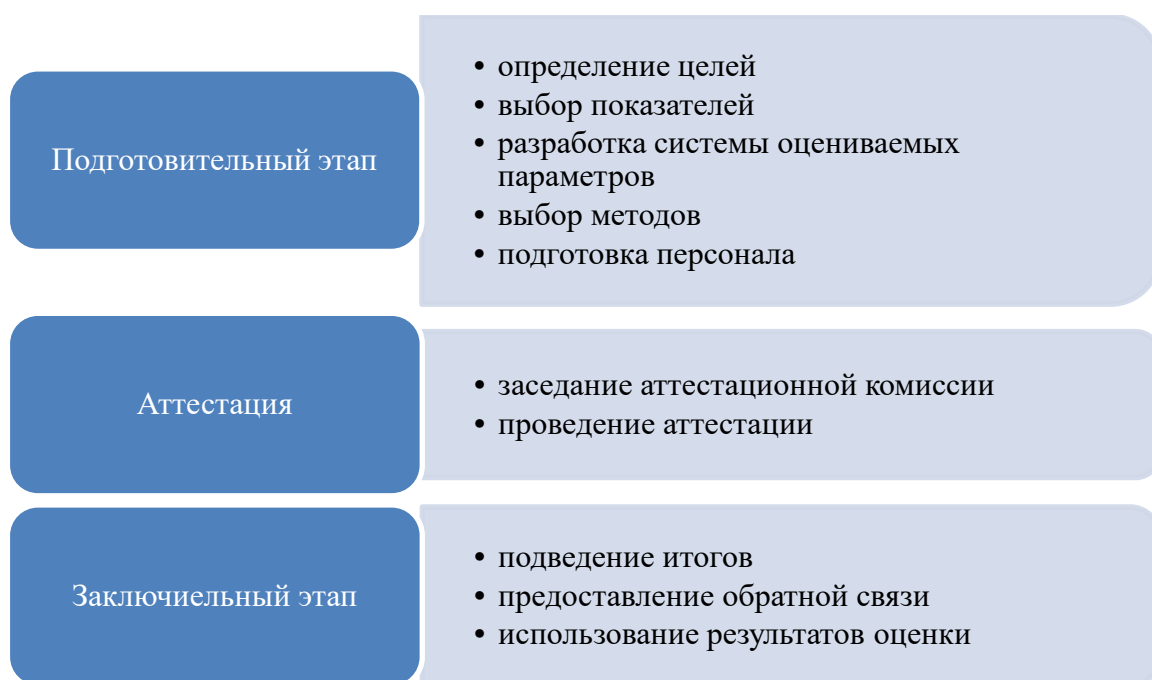 Подготовительный этап
• определение целей
• выбор показателей
• разработка системы оцениваемых
параметров
• выбор методов
• подготовка персонала
Аттестация
• заседание аттестационной комиссии
• проведение аттестации
Заключиельный этап
• подведение итогов
• предоставление обратной связи
• использование результатов оценки